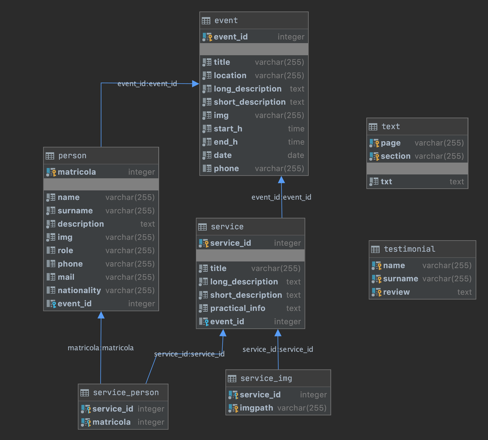 event
event_id integer
title varchar(255)
location varchar(255)
long_description text
short_description text
img varchar(255)
start_h time
end_h time
date date
phone varchar(255)
event_id:event_id
text
page varchar(255)
section varchar(255)
txt text
person
matricola integer
name varchar(255)
surname varchar(255)
description text
img varchar(255)
role varchar(255)
phone varchar(255)
mail varchar(255)
nationality varchar(255)
event_id integer
event_id:event_id
service
service_id integer
title varchar(255)
long_description text
short_description text
practical_info text
event_id integer
testimonial
name varchar(255)
surname varchar(255)
review text
matricola:matricola
service_id:service_id
service_id:service_id
service_person
service_id integer
matricola integer
service_img
service_id integer
imgpath varchar(255)